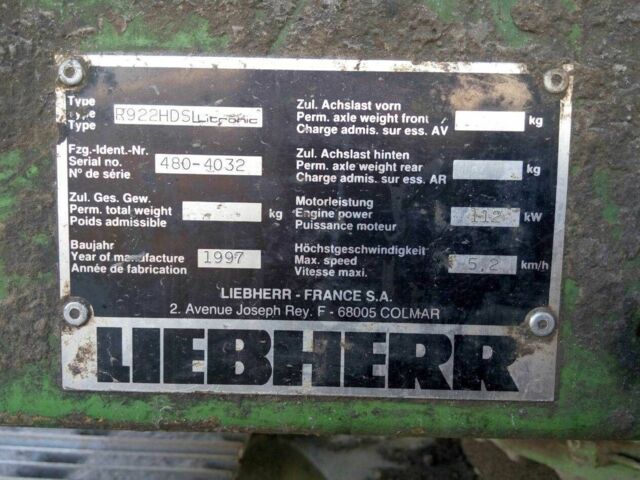 Type
Type
Type
R922HDSL Litronic
Fzg.-Ident.-Nr.
Serial no.
N° de série
480-4032
Zul. Ges. Gew.
Perm. total weight
Poids admissible
kg
Baujahr
Year of manufacture
Année de fabrication
1997
Zul. Achslast vorn
Perm. axle weight front
Charge admis. sur ess. AV
kg
Zul. Achslast hinten
Perm. axle weight rear
Charge admis. sur ess. AR
kg
Motorleistung
Engine power
Puissance moteur
112 kW
Höchstgeschwindigkeit
Max. speed
Vitesse maxi.
5,2 km/h
LIEBHERR - FRANCE S.A.
2. Avenue Joseph Rey. F - 68005 COLMAR
LIEBHERR